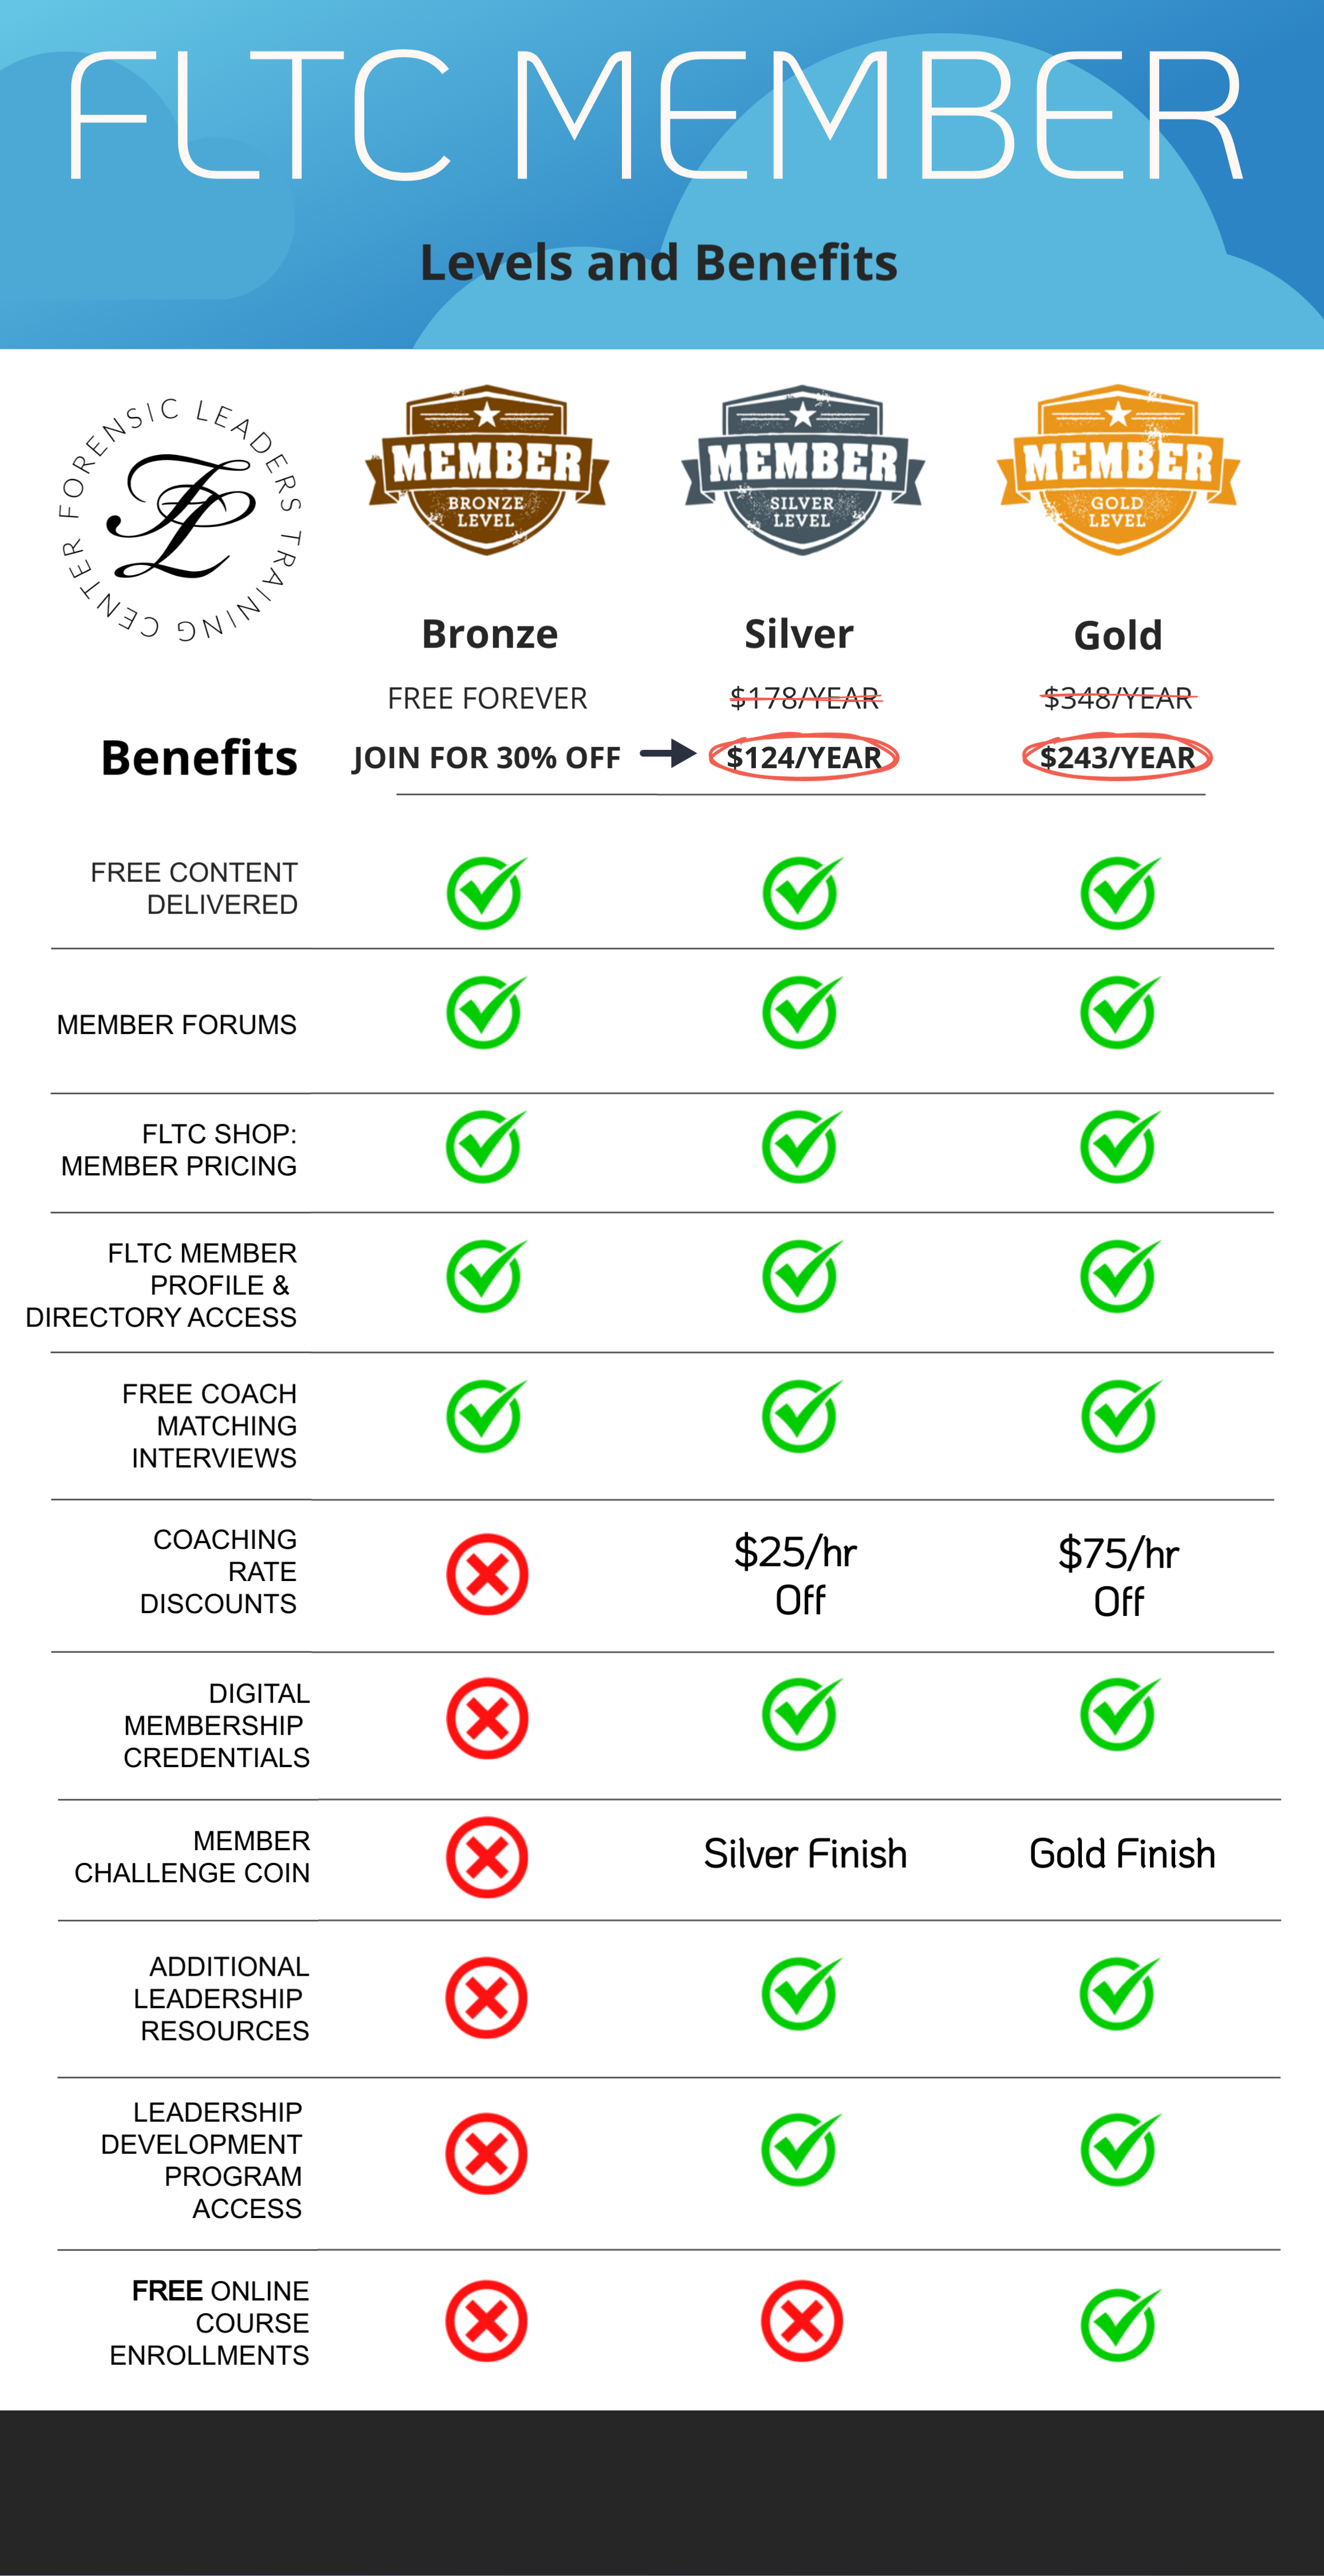 FLTC MEMBER
Levels and Benefits
FORENSIC LEADERS TRAINING CENTER
FL
MEMBER
BRONZE
LEVEL
MEMBER
SILVER
LEVEL
MEMBER
GOLD
LEVEL
Bronze
Silver
Gold
FREE FOREVER
$178/YEAR
$348/YEAR
Benefits
JOIN FOR 30% OFF
$124/YEAR
$243/YEAR
FREE CONTENT
DELIVERED
MEMBER FORUMS
FLTC SHOP:
MEMBER PRICING
FLTC MEMBER
PROFILE &
DIRECTORY ACCESS
FREE COACH
MATCHING
INTERVIEWS
COACHING
RATE
DISCOUNTS
$25/hr
Off
$75/hr
Off
DIGITAL
MEMBERSHIP
CREDENTIALS
MEMBER
CHALLENGE COIN
Silver Finish
Gold Finish
ADDITIONAL
LEADERSHIP
RESOURCES
LEADERSHIP
DEVELOPMENT
PROGRAM
ACCESS
FREE ONLINE
COURSE
ENROLLMENTS